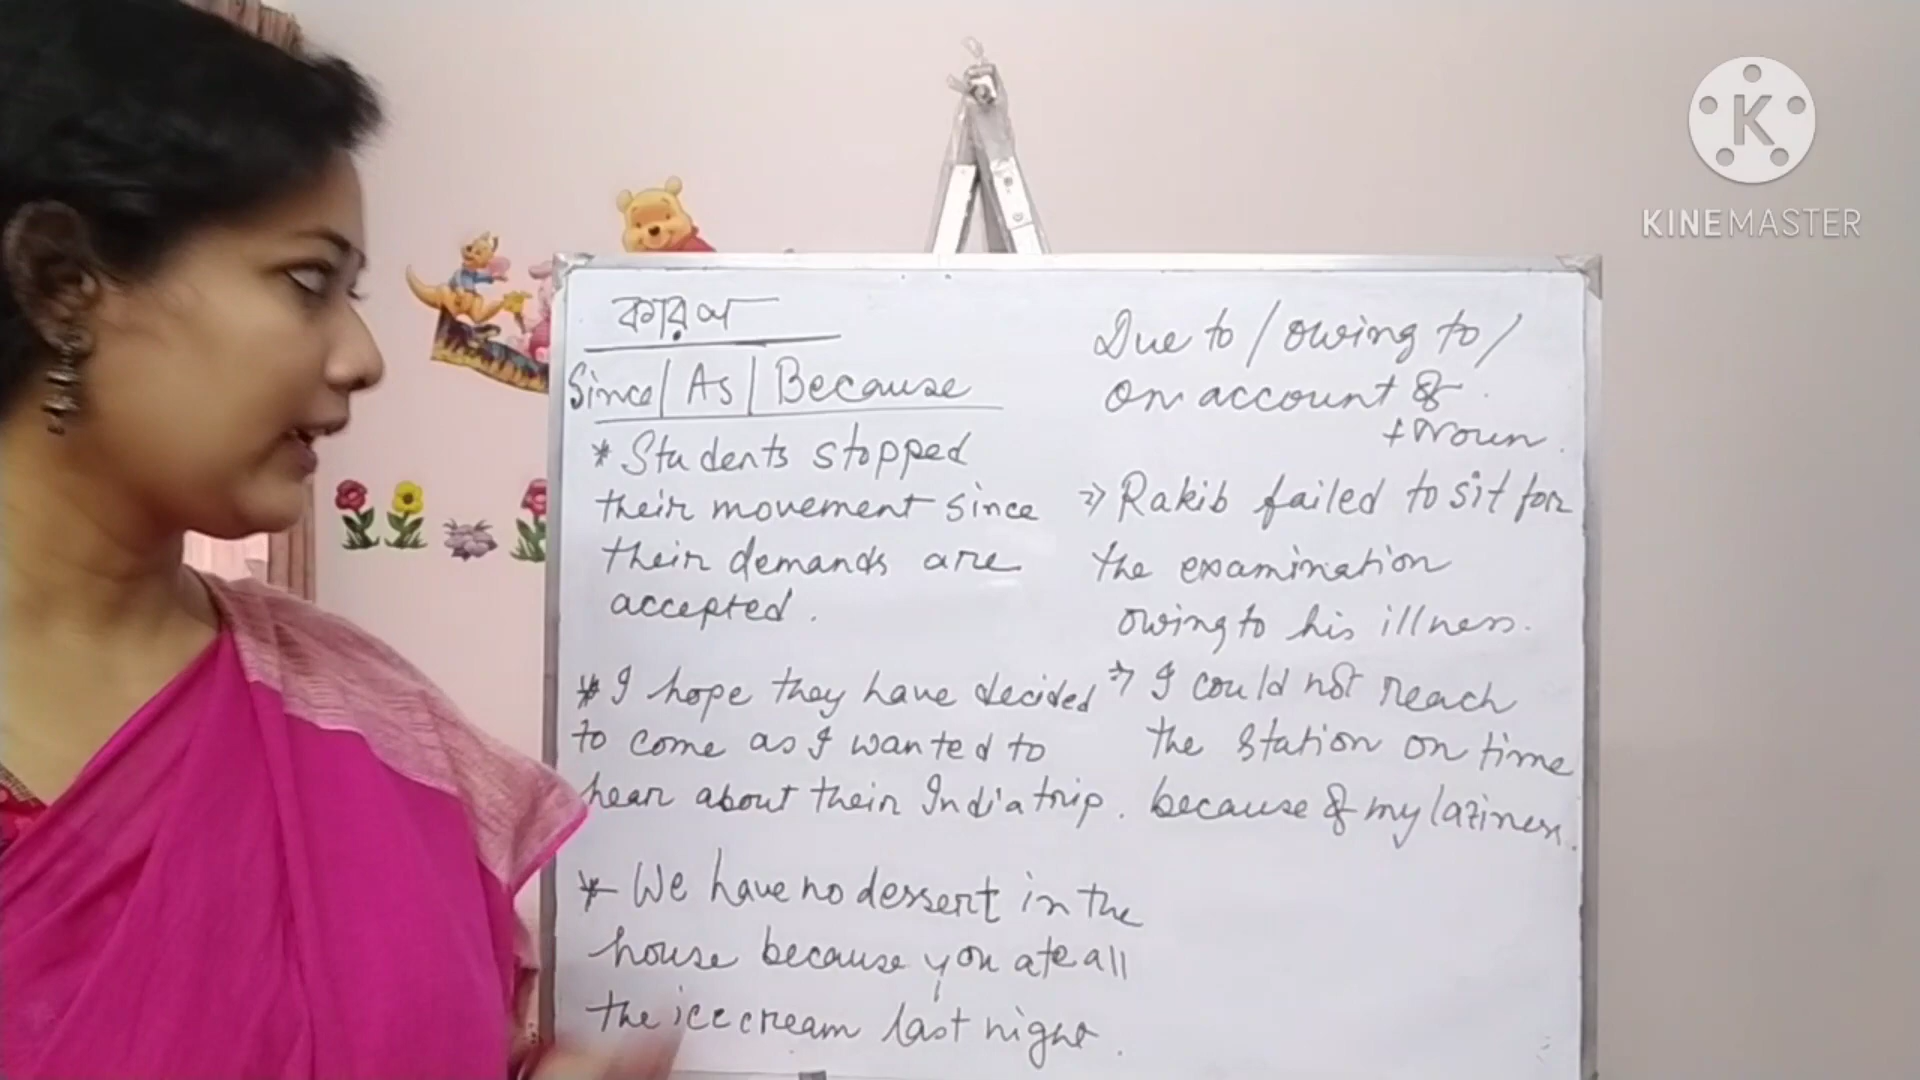 কারণ
Since / As / Because
* Students stopped
their movement since
their demands are
accepted.
* I hope they have decided
to come as I wanted to
hear about their India trip.
* We have no dessert in the
house because you ate all
the icecream last night.
Due to / owing to /
on account of
+ Noun.
⇒ Rakib failed to sit for
the examination
owing to his illness.
⇒ I could not reach
the station on time
because of my laziness.
K
KINEMASTER